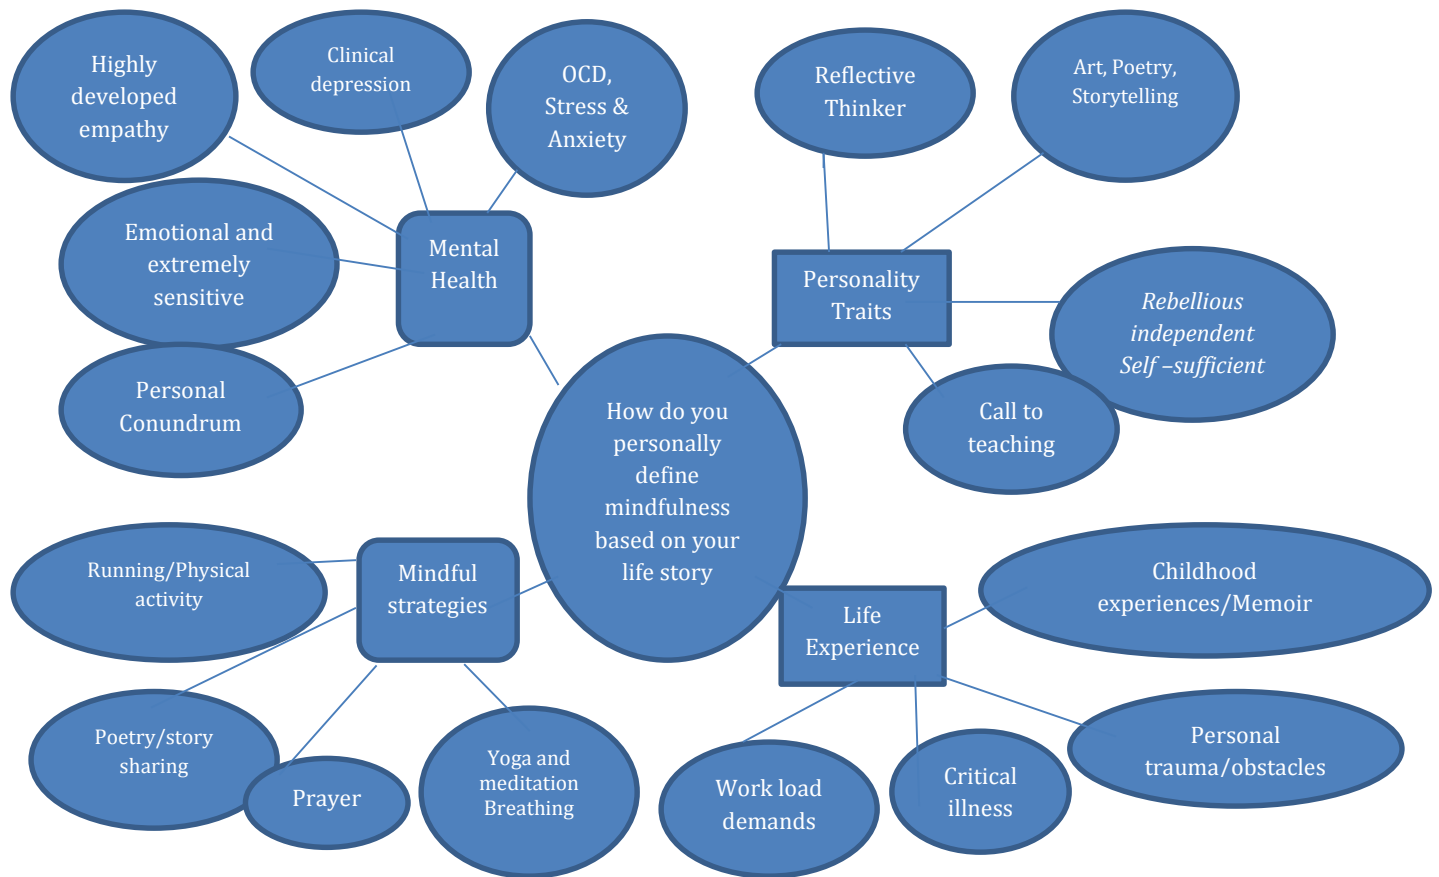 Highly
developed
empathy
Clinical
depression
OCD,
Stress &
Anxiety
Reflective
Thinker
Art, Poetry,
Storytelling
Emotional and
extremely
sensitive
Mental
Health
Personality
Traits
Rebellious
independent
Self –sufficient
Personal
Conundrum
Call to
teaching
How do you
personally
define
mindfulness
based on your
life story
Running/Physical
activity
Mindful
strategies
Life
Experience
Childhood
experiences/Memoir
Poetry/story
sharing
Prayer
Yoga and
meditation
Breathing
Work load
demands
Critical
illness
Personal
trauma/obstacles